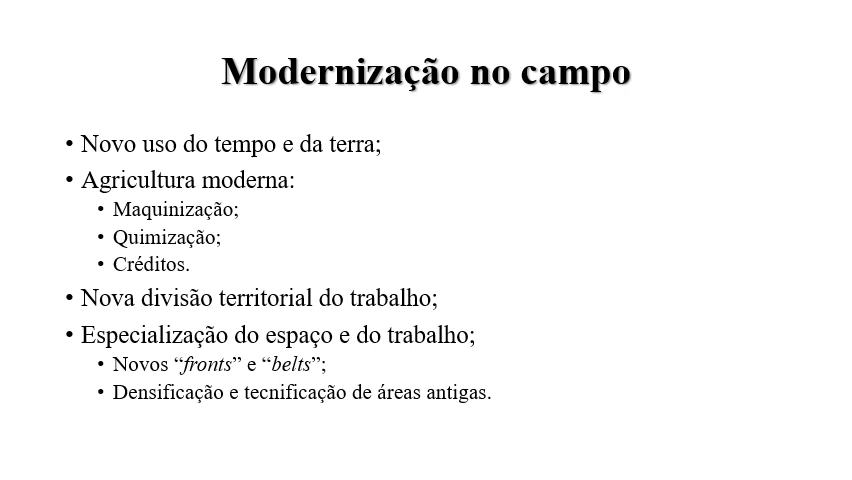 Modernização no campo
• Novo uso do tempo e da terra;
• Agricultura moderna:
• Maquinização;
• Quimização;
• Créditos.
• Nova divisão territorial do trabalho;
• Especialização do espaço e do trabalho;
• Novos “fronts” e “belts”;
• Densificação e tecnificação de áreas antigas.